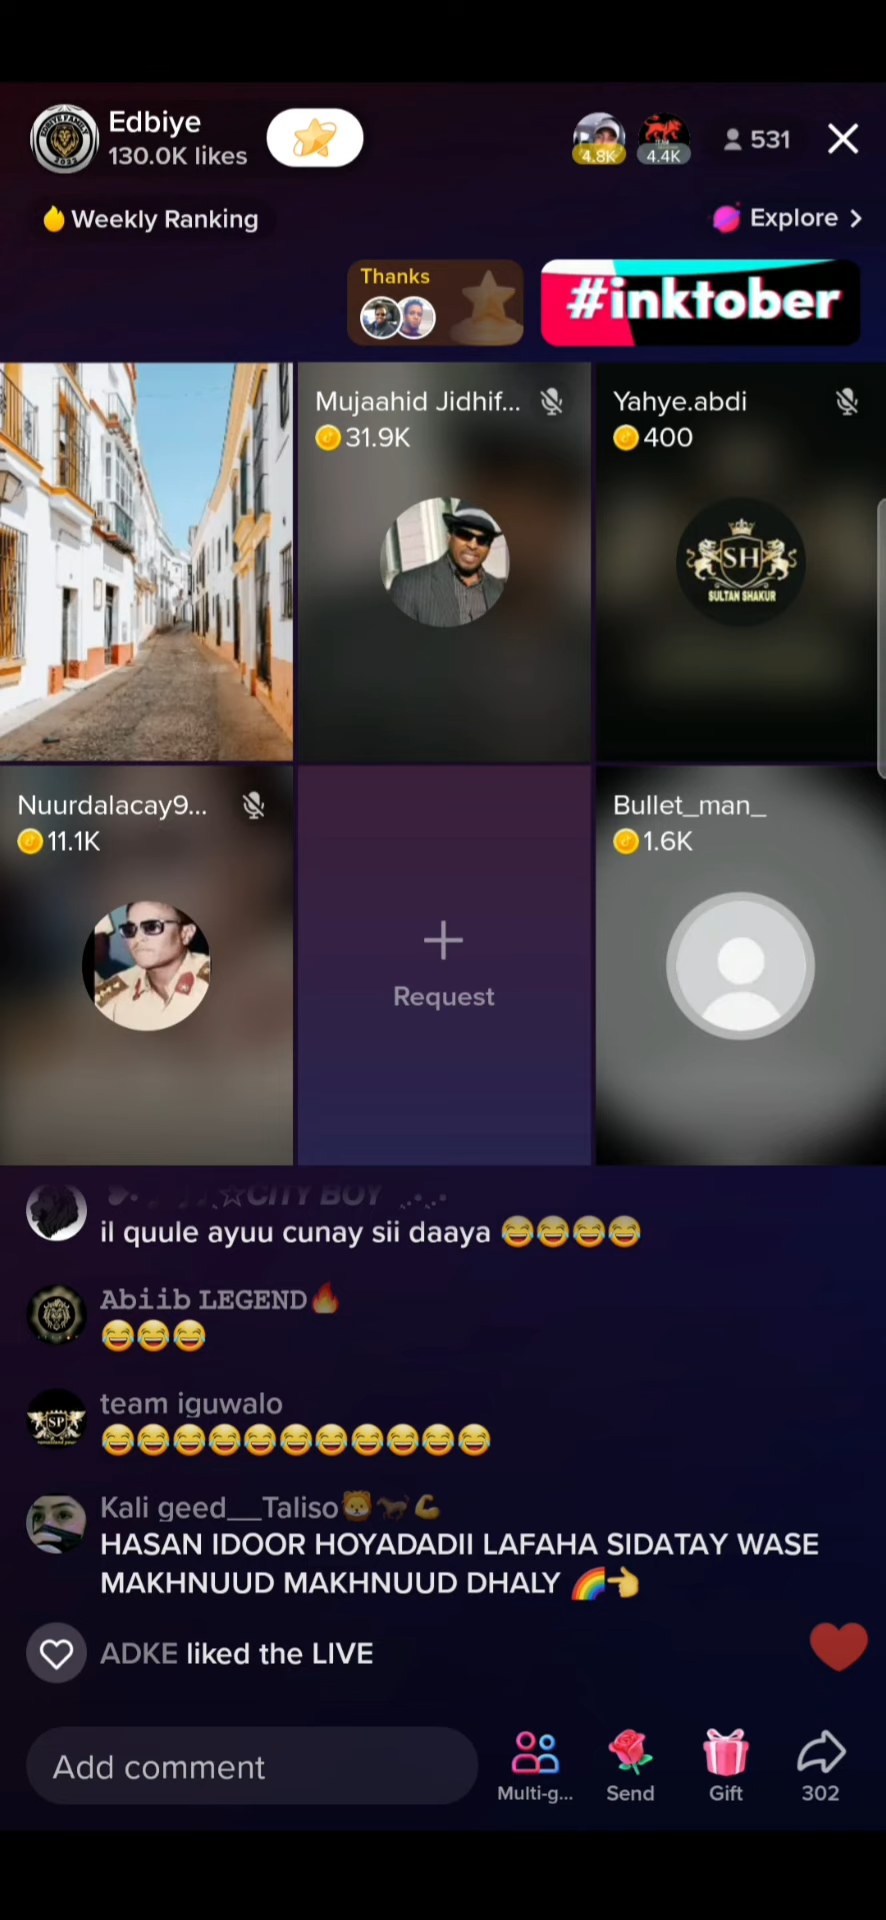 Edbiye
130.0K likes
4.8K
4.4K
531
Weekly Ranking
Explore
Thanks
#inktober
Mujaahid Jidhif...
31.9K
Yahye.abdi
400
SH
SULTAN SHAKUR
Nuurdalacay9...
11.1K
Request
Bullet_man_
1.6K
☆CITY BOY
il quule ayuu cunay sii daaya 😂😂😂😂
Abiib LEGEND🔥
😂😂😂
team iguwalo
SP
😂😂😂😂😂😂😂😂😂😂😂
Kali geed__Taliso🦁🐎💪
HASAN IDOOR HOYADADII LAFAHA SIDATAY WASE
MAKHNUUD MAKHNUUD DHALY 🌈👈
ADKE liked the LIVE
Add comment
Multi-g...
Send
Gift
302